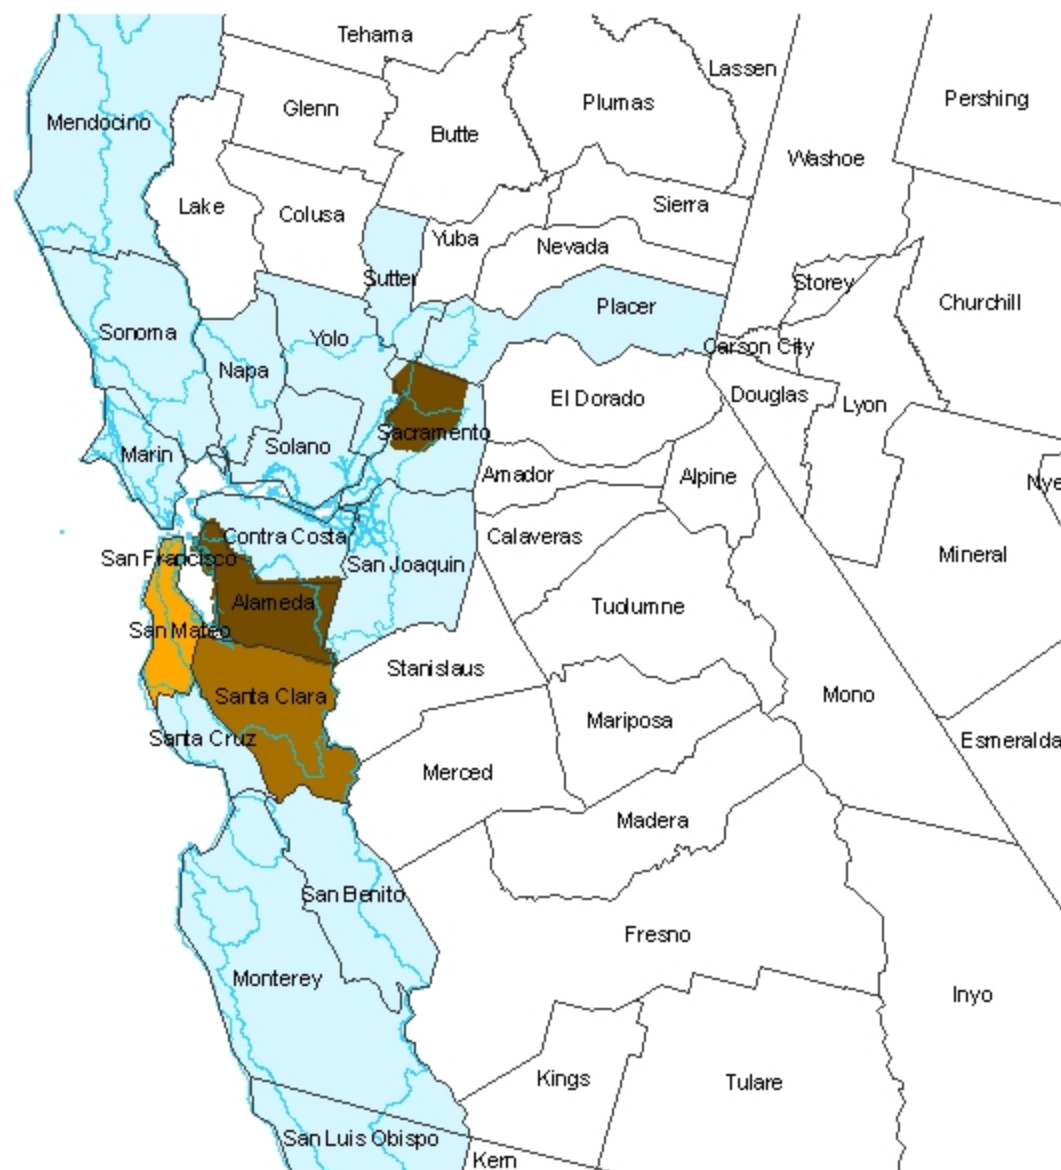 Tehama
Lassen
Plumas
Pershing
Glenn
Mendocino
Butte
Washoe
Lake
Colusa
Sierra
Yuba
Nevada
Sutter
Storey
Churchill
Placer
Sonoma
Yolo
Carson City
Napa
Douglas
El Dorado
Lyon
Sacramento
Solano
Marin
Amador
Alpine
Nye
Contra Costa
Calaveras
San Francisco
San Joaquin
Mineral
Alameda
Tuolumne
San Mateo
Stanislaus
Santa Clara
Mono
Mariposa
Santa Cruz
Esmeralda
Merced
Madera
San Benito
Fresno
Monterey
Inyo
Kings
Tulare
San Luis Obispo
Kern